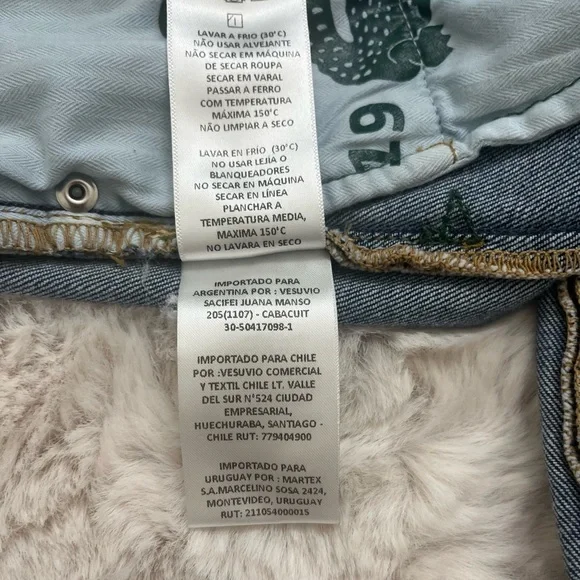 LAVAR A FRIO (30°C)
NÃO USAR ALVEJANTE
NÃO SECAR EM MÁQUINA
DE SECAR ROUPA
SECAR EM VARAL
PASSAR A FERRO
COM TEMPERATURA
MÁXIMA 150°C
NÃO LIMPIAR A SECO
LAVAR EN FRÍO (30°C)
NO USAR LEJÍA O
BLANQUEADORES
NO SECAR EN MÁQUINA
SECAR EN LÍNEA
PLANCHAR A
TEMPERATURA MEDIA,
MAXIMA 150°C
NO LAVARA EN SECO
IMPORTADO PARA
ARGENTINA POR : VESUVIO
SACIFEI JUANA MANSO
205(1107) - CABACUIT
30-50417098-1
IMPORTADO PARA CHILE
POR :VESUVIO COMERCIAL
Y TEXTIL CHILE LT. VALLE
DEL SUR N°524 CIUDAD
EMPRESARIAL,
HUECHURABA, SANTIAGO -
CHILE RUT: 779404900
IMPORTADO PARA
URUGUAY POR : MARTEX
S.A.MARCELINO SOSA 2424,
MONTEVIDEO, URUGUAY
RUT: 211054000015